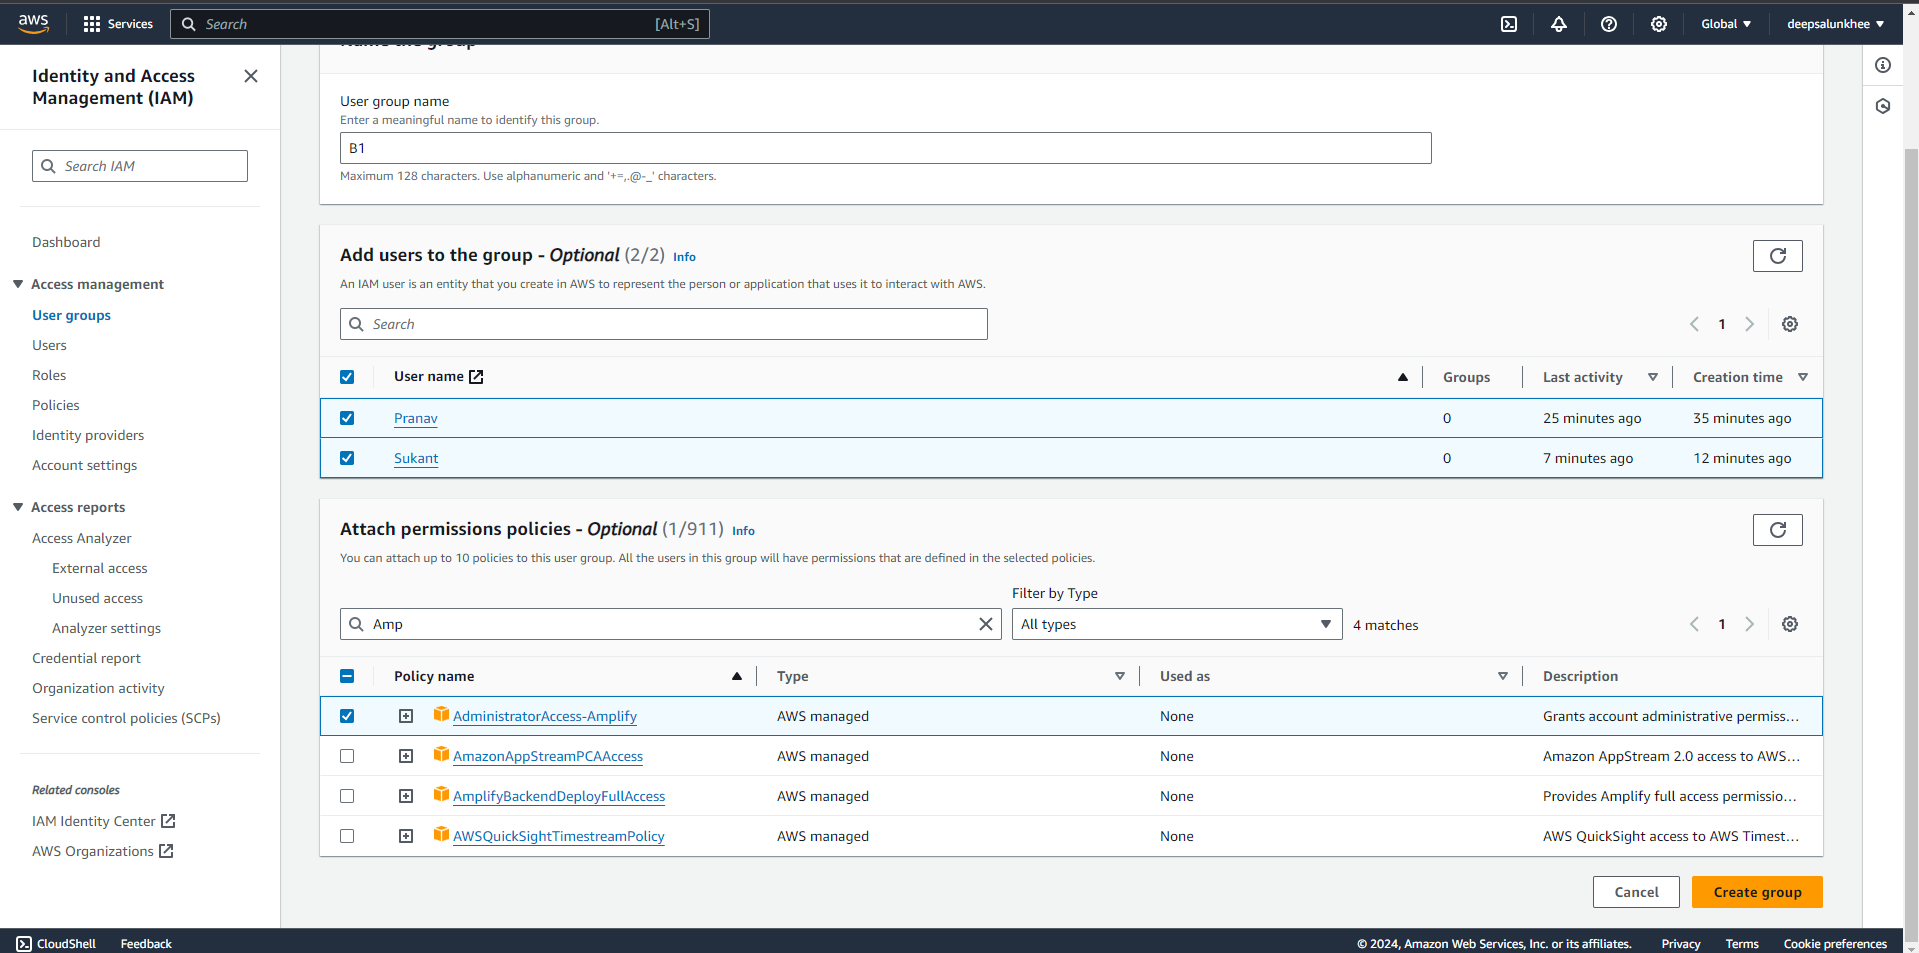 aws
Services
Search
[Alt+S]
Global
deepsalunkhee
Identity and Access Management (IAM)
Search IAM
Dashboard
Access management
User groups
Users
Roles
Policies
Identity providers
Account settings
Access reports
Access Analyzer
External access
Unused access
Analyzer settings
Credential report
Organization activity
Service control policies (SCPs)
Related consoles
IAM Identity Center
AWS Organizations
Name the group
User group name
Enter a meaningful name to identify this group.
B1
Maximum 128 characters. Use alphanumeric and '+=,.@-_' characters.
Add users to the group - Optional (2/2) Info
An IAM user is an entity that you create in AWS to represent the person or application that uses it to interact with AWS.
Search
1
User name Groups Last activity Creation time
Pranav 0 25 minutes ago 35 minutes ago
Sukant 0 7 minutes ago 12 minutes ago
Attach permissions policies - Optional (1/911) Info
You can attach up to 10 policies to this user group. All the users in this group will have permissions that are defined in the selected policies.
Filter by Type
Amp
All types
4 matches
1
Policy name Type Used as Description
AdministratorAccess-Amplify AWS managed None Grants account administrative permiss...
AmazonAppStreamPCAAccess AWS managed None Amazon AppStream 2.0 access to AWS...
AmplifyBackendDeployFullAccess AWS managed None Provides Amplify full access permissio...
AWSQuickSightTimestreamPolicy AWS managed None AWS QuickSight access to AWS Timest...
Cancel
Create group
CloudShell
Feedback
© 2024, Amazon Web Services, Inc. or its affiliates.
Privacy
Terms
Cookie preferences